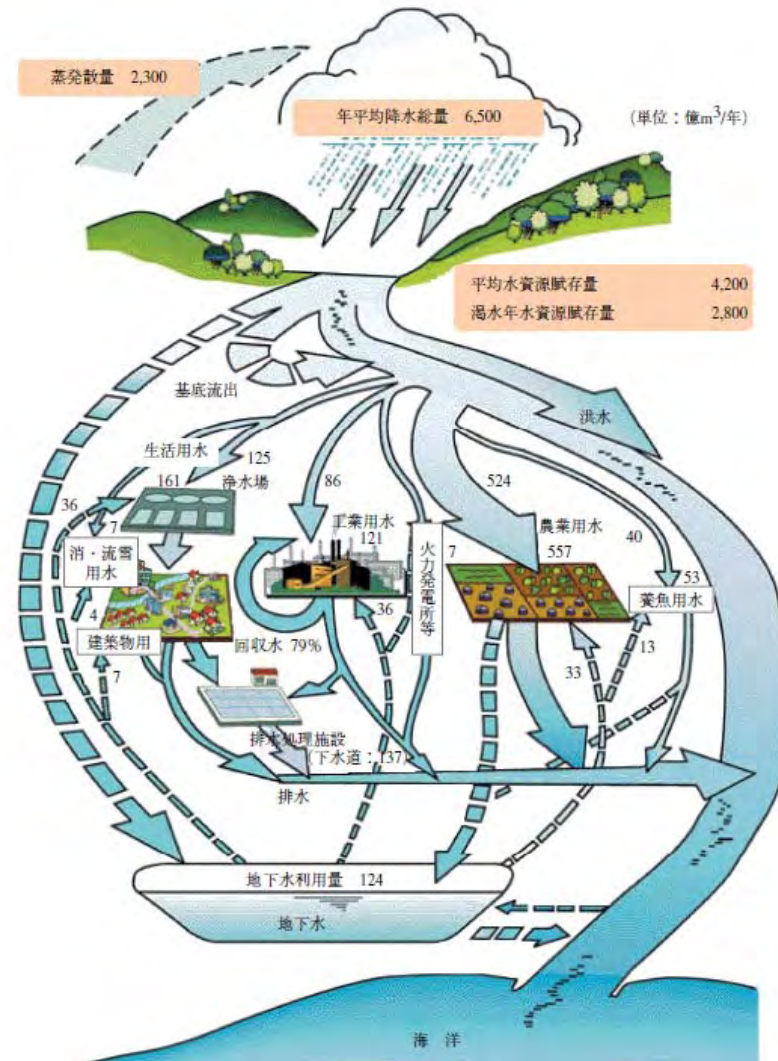 蒸発散量 2,300
年平均降水総量 6,500
(単位:億m³/年)
平均水資源賦存量 4,200
渇水年水資源賦存量 2,800
基底流出
洪水
生活用水
125
161
浄水場
36
7
86
524
工業用水
121
農業用水
557
40
消・流雪
用水
火力発電所等
7
53
養魚用水
4
36
建築物用
回収水 79%
13
33
7
排水処理施設
(下水道:137)
排水
地下水利用量 124
地下水
海洋